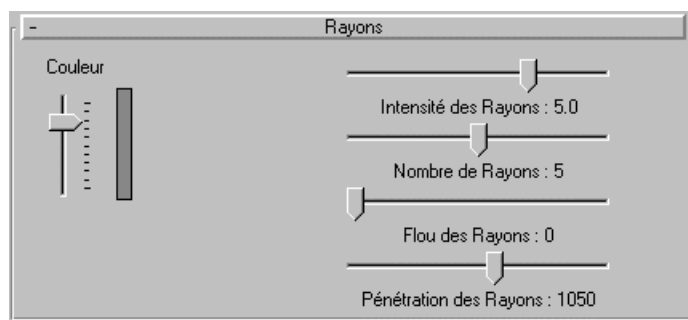 - Rayons
Couleur
Intensité des Rayons : 5.0
Nombre de Rayons : 5
Flou des Rayons : 0
Pénétration des Rayons : 1050